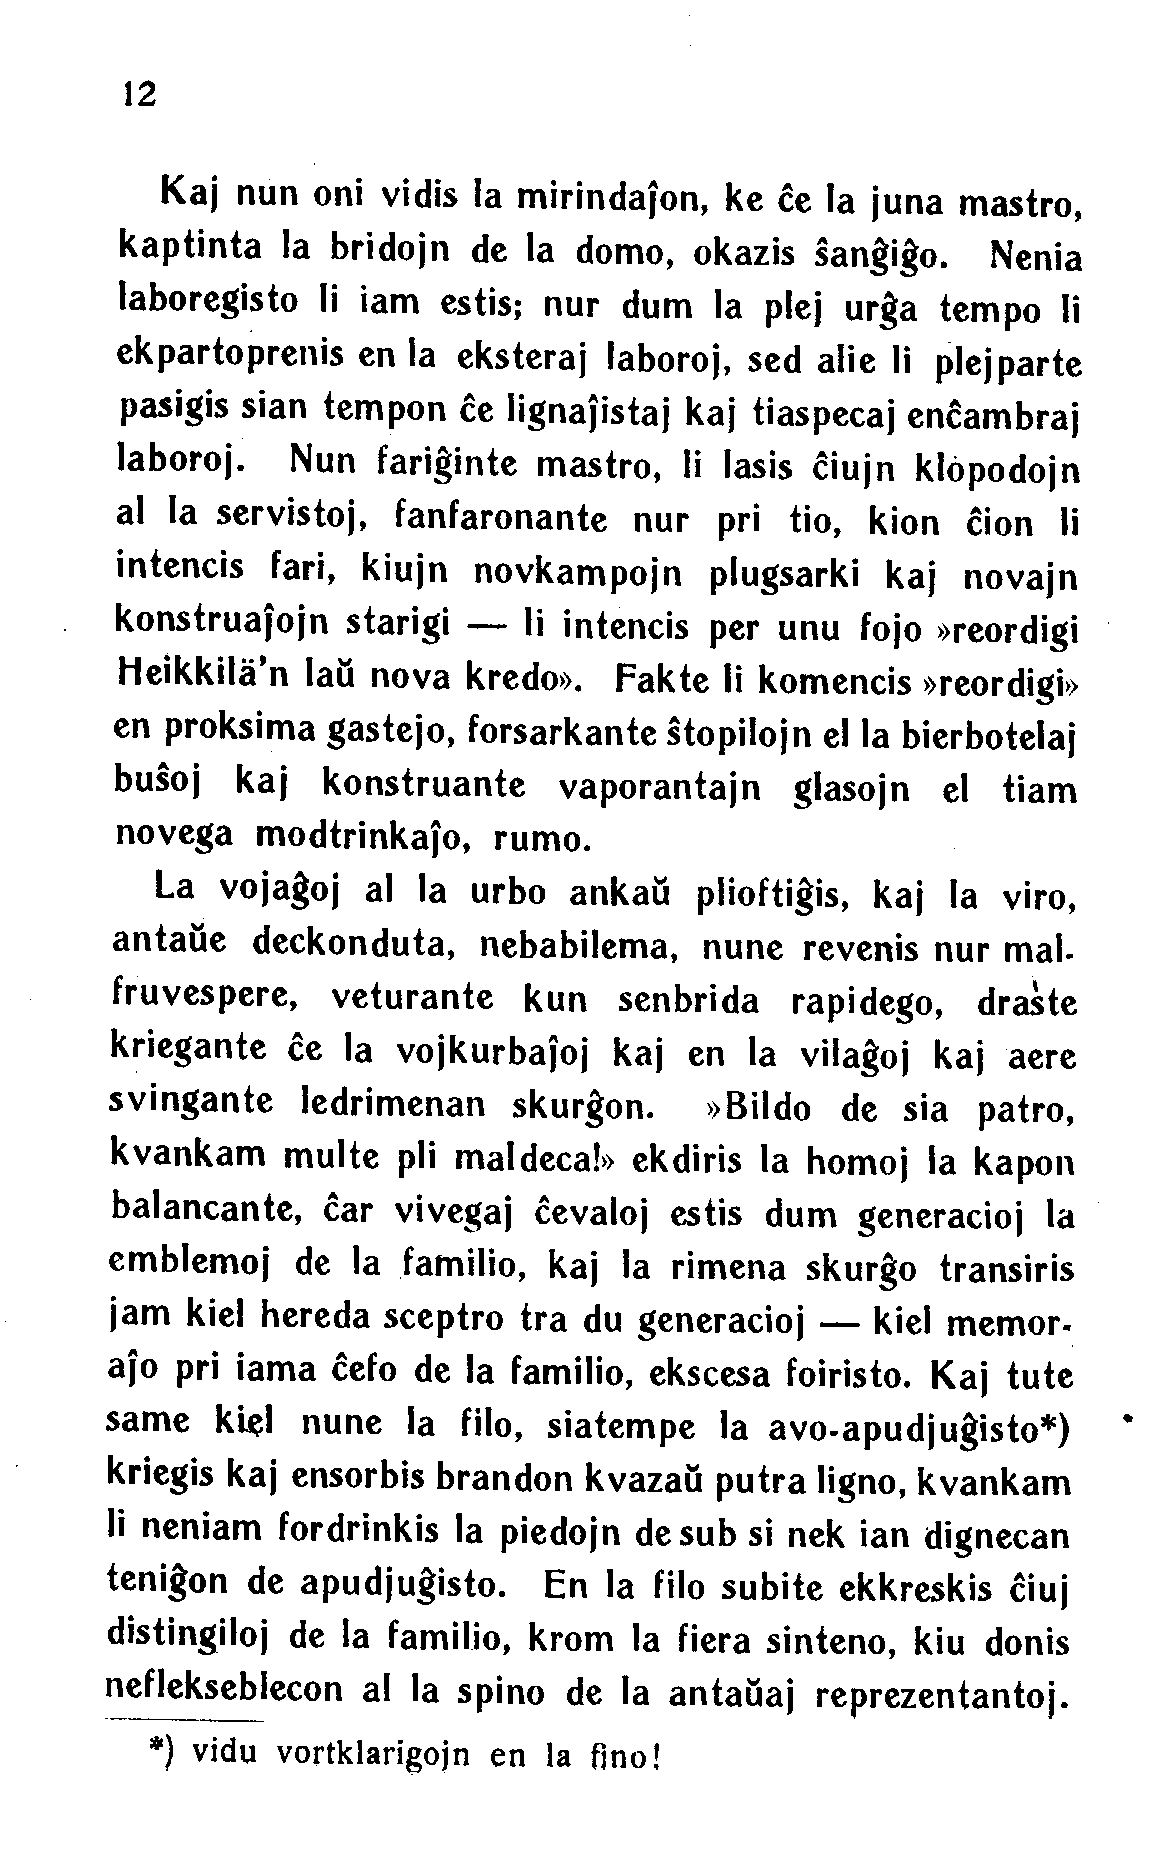 12
Kaj nun oni vidis la mirindaĵon, ke ĉe la juna mastro,
kaptinta la bridojn de la domo, okazis ŝanĝiĝo. Nenia
laboregisto li iam estis; nur dum la plej urĝa tempo li
ekpartoprenis en la eksteraj laboroj, sed alie li plejparte
pasigis sian tempon ĉe lignaĵistaj kaj tiaspecaj enĉambraj
laboroj. Nun fariĝinte mastro, li lasis ĉiujn klopodojn
al la servistoj, fanfaronante nur pri tio, kion ĉion li
intencis fari, kiujn novkampojn plugsarki kaj novajn
konstruaĵojn starigi — li intencis per unu fojo »reordigi
Heikkilä'n laŭ nova kredo». Fakte li komencis »reordigi»
en proksima gastejo, forsarkante ŝtopilojn el la bierbotelaj
buŝoj kaj konstruante vaporantajn glasojn el tiam
novega modtrinkaĵo, rumo.
La vojaĝoj al la urbo ankaŭ plioftiĝis, kaj la viro,
antaŭe deckonduta, nebabilema, nune revenis nur mal-
fruvespere, veturante kun senbrida rapidego, draste
kriegante ĉe la vojkurbaĵoj kaj en la vilaĝoj kaj aere
svingante ledrimenan skurĝon. »Bildo de sia patro,
kvankam multe pli maldeca!» ekdiris la homoj la kapon
balancante, ĉar vivegaj ĉevaloj estis dum generacioj la
emblemoj de la familio, kaj la rimena skurĝo transiris
jam kiel hereda sceptro tra du generacioj — kiel memor-
aĵo pri iama ĉefo de la familio, ekscesa foiristo. Kaj tute
same kiel nune la filo, siatempe la avo-apudjuĝisto*)
kriegis kaj ensorbis brandon kvazaŭ putra ligno, kvankam
li neniam fordrinkis la piedojn de sub si nek ian dignecan
teniĝon de apudjuĝisto. En la filo subite ekkreskis ĉiuj
distingiloj de la familio, krom la fiera sinteno, kiu donis
neflekseblecon al la spino de la antaŭaj reprezentantoj.
*) vidu vortklarigojn en la fino!